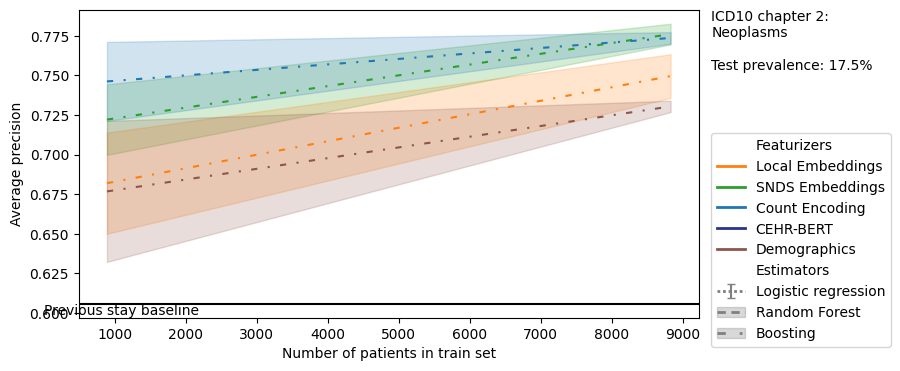 ICD10 chapter 2:
Neoplasms
Test prevalence: 17.5%
Average precision
0.775
0.750
0.725
0.700
0.675
0.650
0.625
0.600
Previous stay baseline
1000 2000 3000 4000 5000 6000 7000 8000 9000
Number of patients in train set
Featurizers
Local Embeddings
SNDS Embeddings
Count Encoding
CEHR-BERT
Demographics
Estimators
Logistic regression
Random Forest
Boosting